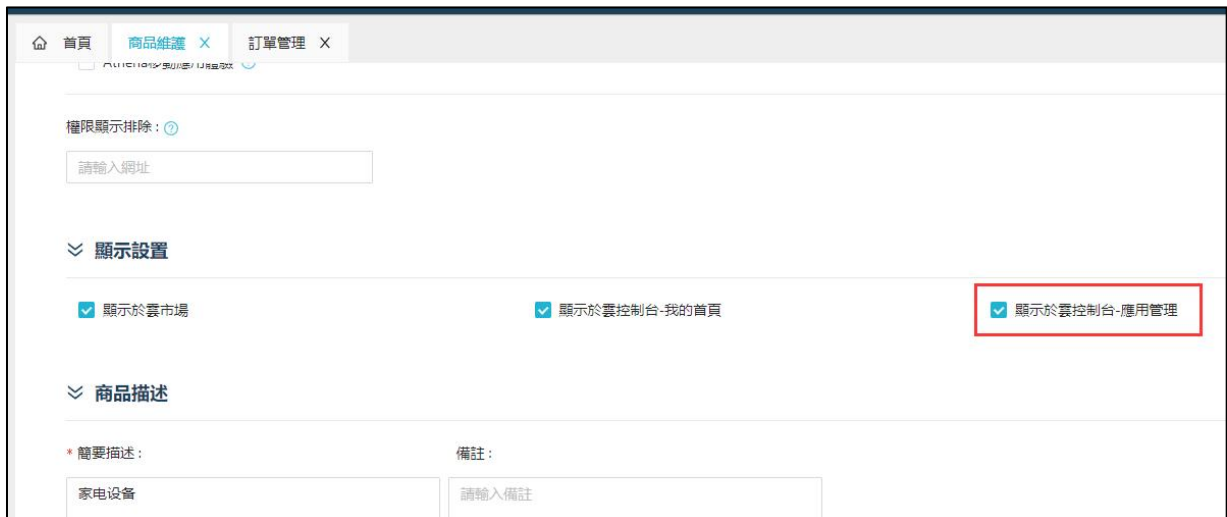 首頁 商品維護 X 訂單管理 X
權限顯示排除：
請輸入網址
顯示設置
顯示於雲市場 顯示於雲控制台-我的首頁 顯示於雲控制台-應用管理
商品描述
* 簡要描述： 備註：
家电设备 請輸入備註